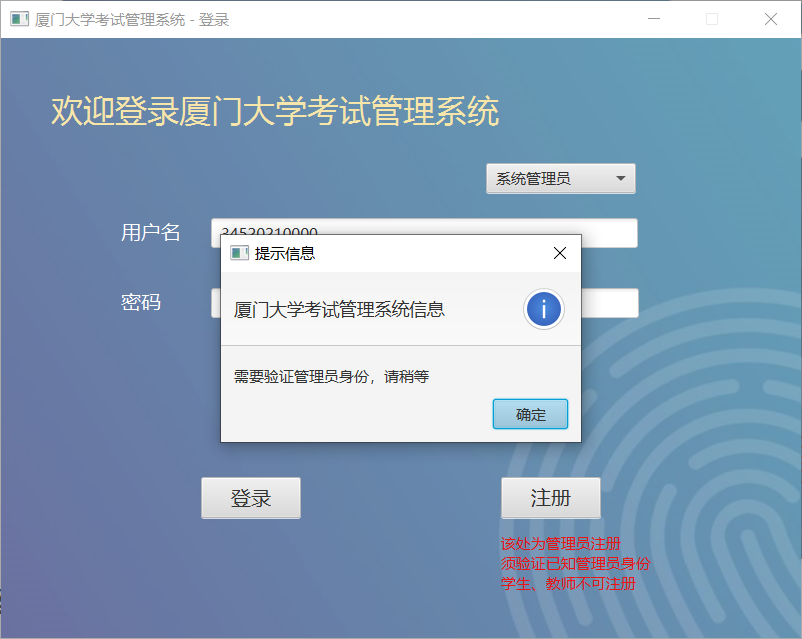 厦门大学考试管理系统 - 登录
欢迎登录厦门大学考试管理系统
系统管理员
用户名
34520210000
提示信息
密码
厦门大学考试管理系统信息
需要验证管理员身份，请稍等
确定
登录
注册
该处为管理员注册
须验证已知管理员身份
学生、教师不可注册